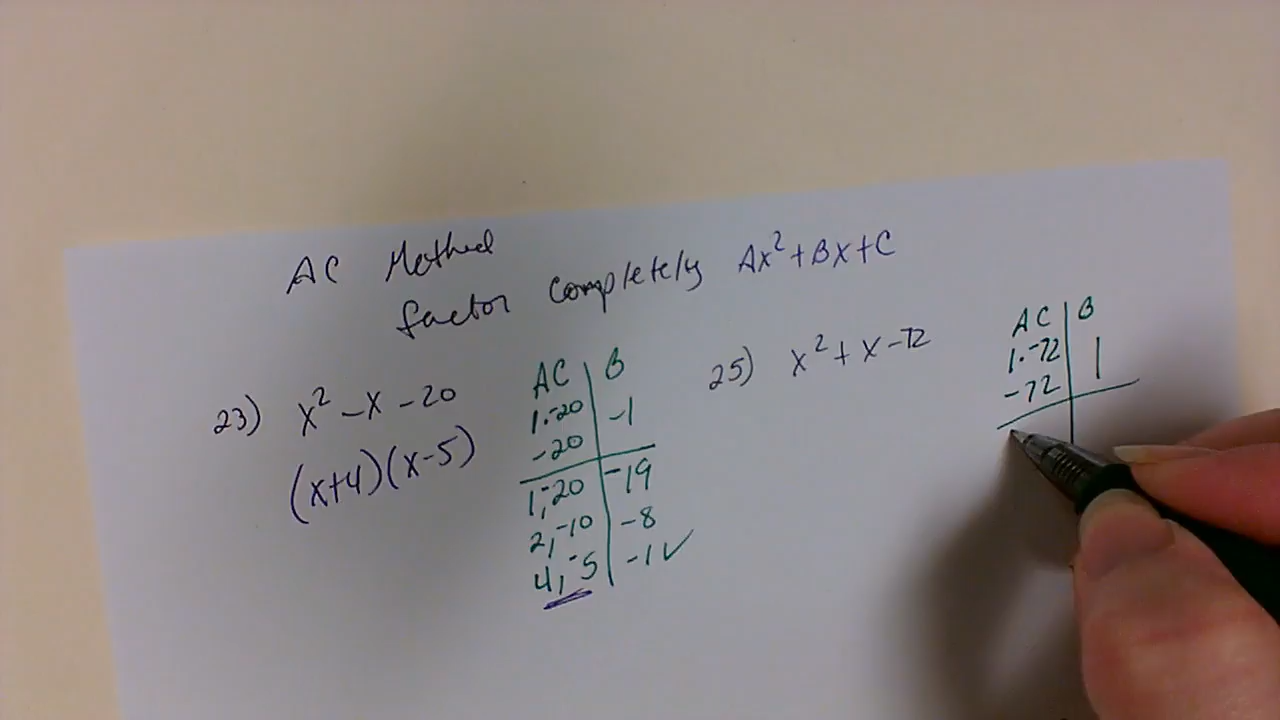 AC Method
factor completely Ax²+Bx+C
23) x² - x - 20
(x+4)(x-5)
AC | B
1·-20 | -1
-20
1,-20 | -19
2,-10 | -8
4,-5 | -1 ✓
25) x² + x - 72
AC | B
1·-72 | 1
-72